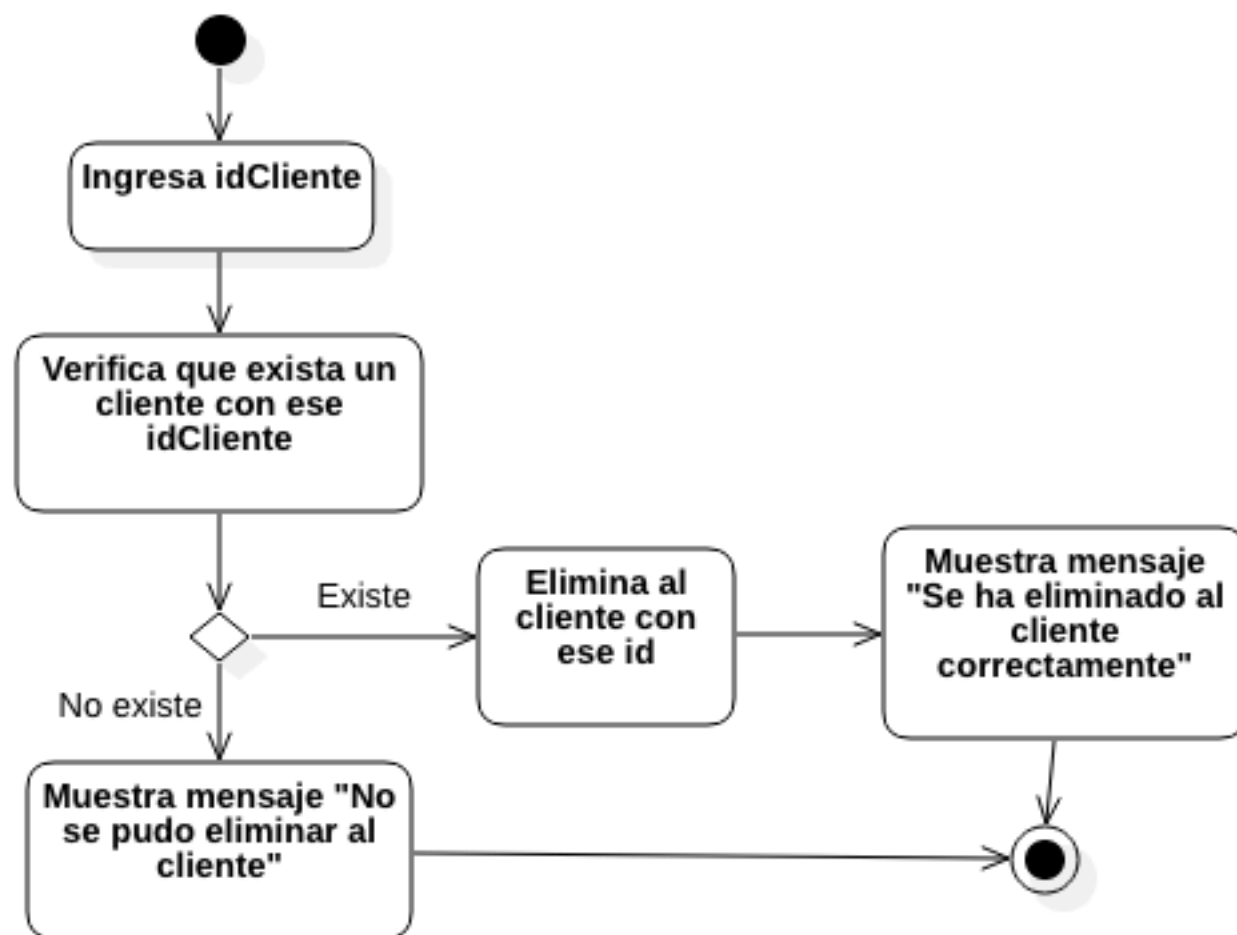 Ingresa idCliente
Verifica que exista un
cliente con ese
idCliente
Existe
Elimina al
cliente con
ese id
Muestra mensaje
"Se ha eliminado al
cliente
correctamente"
No existe
Muestra mensaje "No
se pudo eliminar al
cliente"